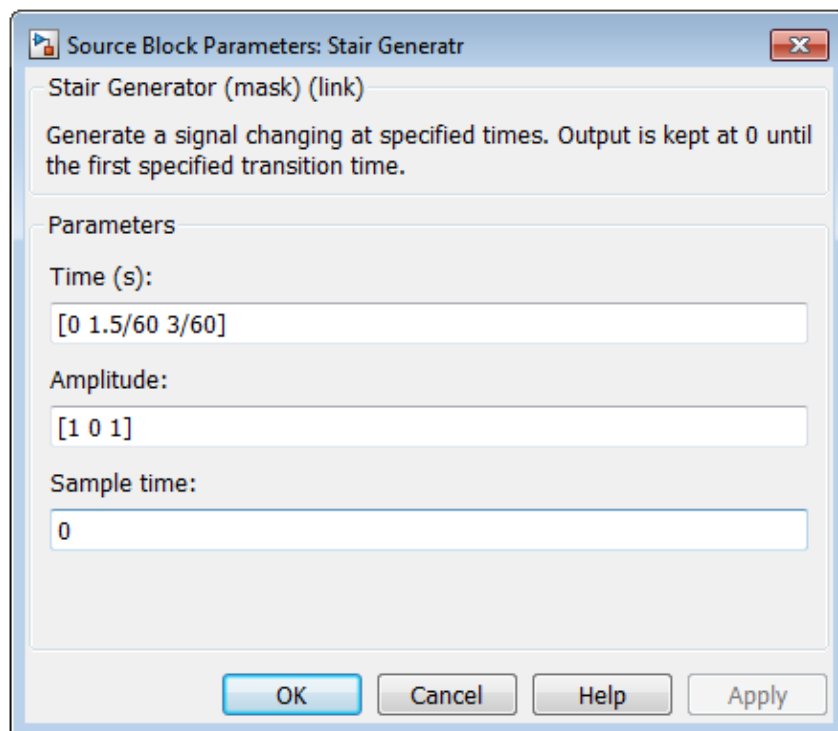 Source Block Parameters: Stair Generatr
Stair Generator (mask) (link)
Generate a signal changing at specified times. Output is kept at 0 until
the first specified transition time.
Parameters
Time (s):
[0 1.5/60 3/60]
Amplitude:
[1 0 1]
Sample time:
0
OK Cancel Help Apply